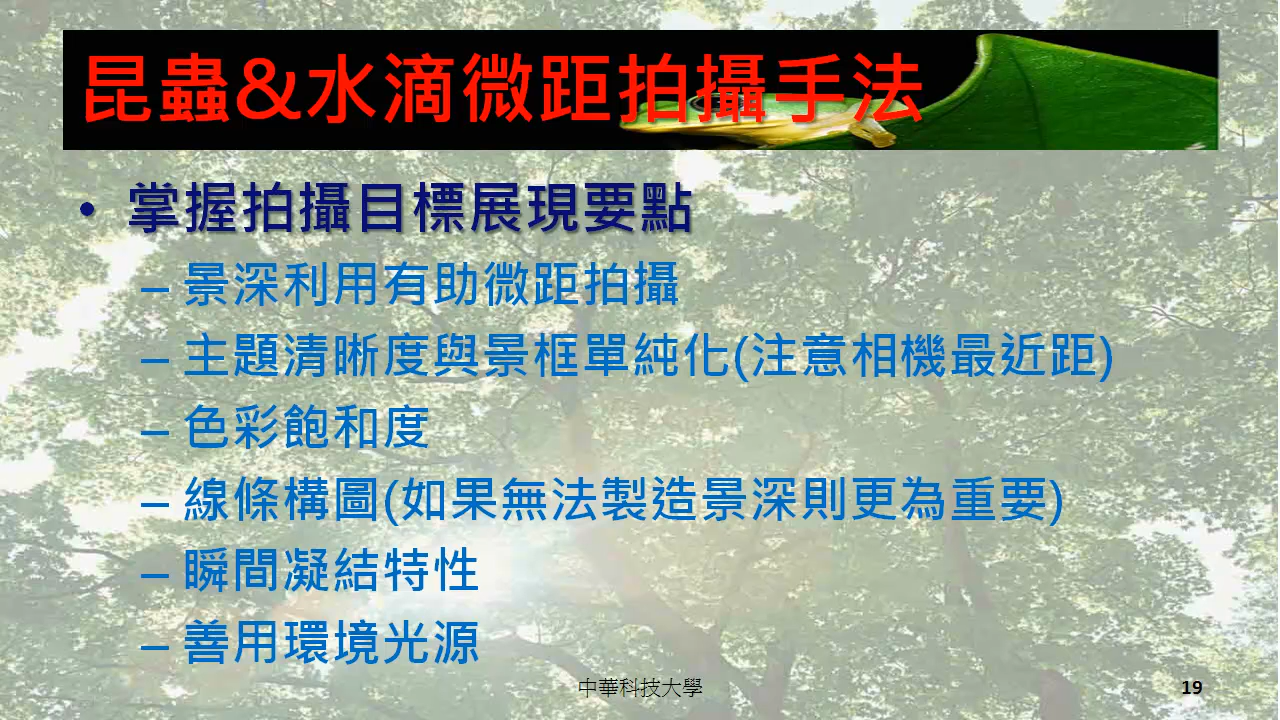 昆蟲&水滴微距拍攝手法
• 掌握拍攝目標展現要點
– 景深利用有助微距拍攝
– 主題清晰度與景框單純化(注意相機最近距)
– 色彩飽和度
– 線條構圖(如果無法製造景深則更為重要)
– 瞬間凝結特性
– 善用環境光源
中華科技大學
19